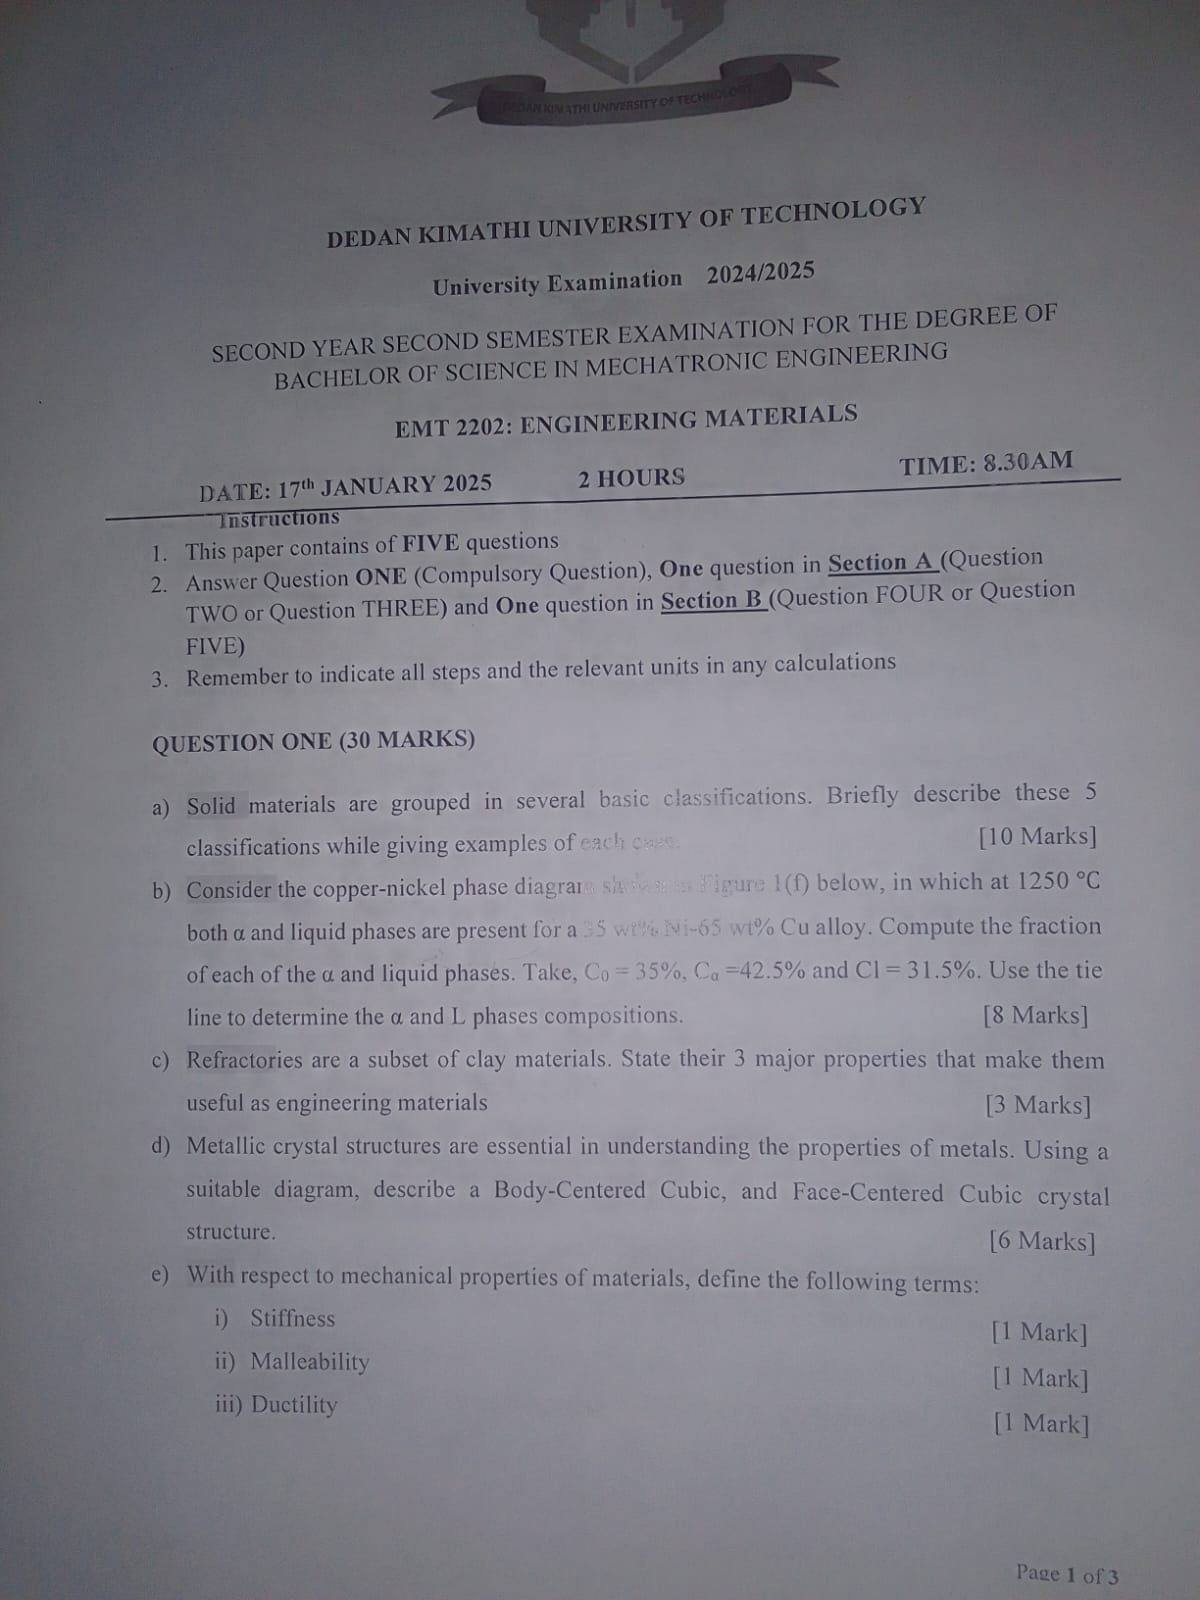 DEDAN KIMATHI UNIVERSITY OF TECHNOLOGY
DEDAN KIMATHI UNIVERSITY OF TECHNOLOGY
University Examination 2024/2025
SECOND YEAR SECOND SEMESTER EXAMINATION FOR THE DEGREE OF
BACHELOR OF SCIENCE IN MECHATRONIC ENGINEERING
EMT 2202: ENGINEERING MATERIALS
DATE: 17th JANUARY 2025 2 HOURS TIME: 8.30AM
Instructions
1. This paper contains of FIVE questions
2. Answer Question ONE (Compulsory Question), One question in Section A (Question
TWO or Question THREE) and One question in Section B (Question FOUR or Question
FIVE)
3. Remember to indicate all steps and the relevant units in any calculations
QUESTION ONE (30 MARKS)
a) Solid materials are grouped in several basic classifications. Briefly describe these 5
classifications while giving examples of each [10 Marks]
b) Consider the copper-nickel phase diagram Figure 1(f) below, in which at 1250 °C
both α and liquid phases are present for a 35 wt% Ni-65 wt% Cu alloy. Compute the fraction
of each of the α and liquid phases. Take, C₀ = 35%, Cα =42.5% and Cl = 31.5%. Use the tie
line to determine the α and L phases compositions. [8 Marks]
c) Refractories are a subset of clay materials. State their 3 major properties that make them
useful as engineering materials [3 Marks]
d) Metallic crystal structures are essential in understanding the properties of metals. Using a
suitable diagram, describe a Body-Centered Cubic, and Face-Centered Cubic crystal
structure. [6 Marks]
e) With respect to mechanical properties of materials, define the following terms:
i) Stiffness [1 Mark]
ii) Malleability [1 Mark]
iii) Ductility [1 Mark]
Page 1 of 3